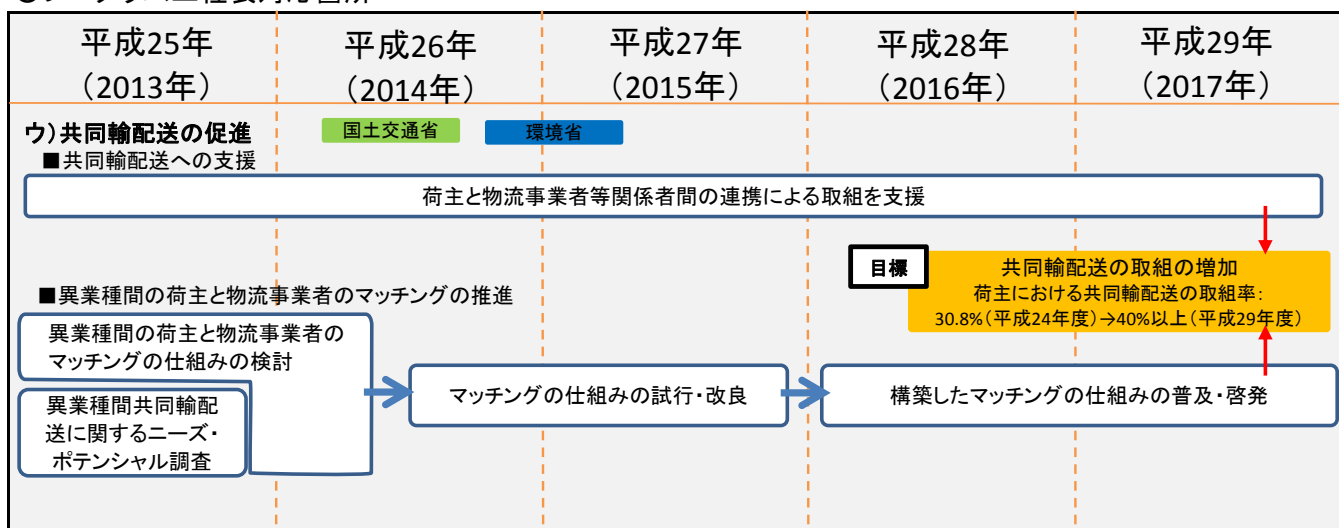 平成25年
(2013年)
平成26年
(2014年)
平成27年
(2015年)
平成28年
(2016年)
平成29年
(2017年)
ウ)共同輸配送の促進
国土交通省
環境省
■共同輸配送への支援
荷主と物流事業者等関係者間の連携による取組を支援
目標
共同輸配送の取組の増加
荷主における共同輸配送の取組率:
30.8%(平成24年度)→40%以上(平成29年度)
■異業種間の荷主と物流事業者のマッチングの推進
異業種間の荷主と物流事業者の
マッチングの仕組みの検討
異業種間共同輸配
送に関するニーズ・
ポテンシャル調査
マッチングの仕組みの試行・改良
構築したマッチングの仕組みの普及・啓発